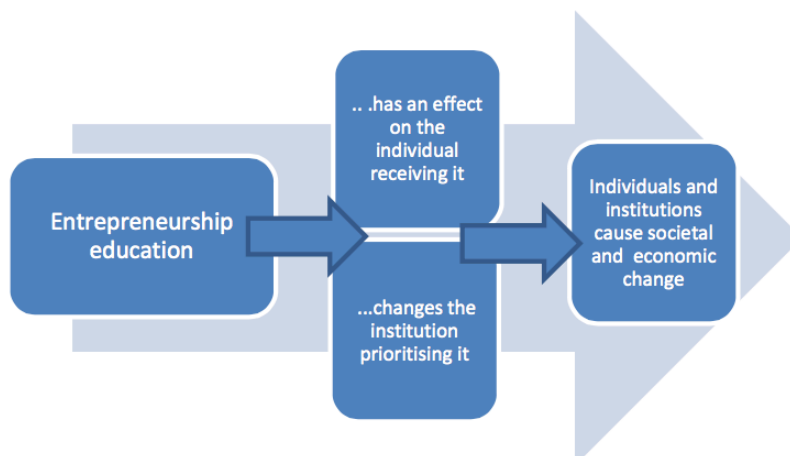 Entrepreneurship
education
.. .has an effect
on the
individual
receiving it
...changes the
institution
prioritising it
Individuals and
institutions
cause societal
and economic
change